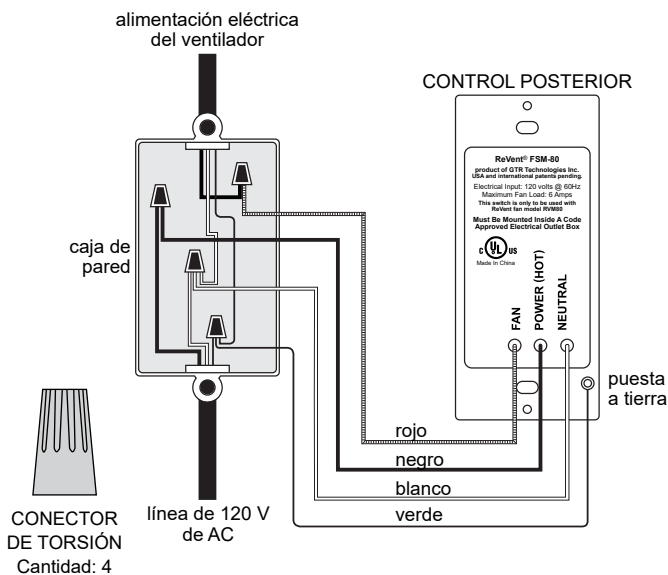 alimentación eléctrica
del ventilador
CONTROL POSTERIOR
ReVent® FSM-80
product of GTR Technologies Inc.
USA and international patents pending.
Electrical Input: 120 volts @ 60Hz
Maximum Fan Load: 6 Amps
This switch is only to be used with
ReVent fan model RVM80
Must Be Mounted Inside A Code
Approved Electrical Outlet Box
C UL US
Made In China
FAN
POWER (HOT)
NEUTRAL
caja de
pared
puesta
a tierra
rojo
negro
blanco
verde
línea de 120 V
de AC
CONECTOR
DE TORSIÓN
Cantidad: 4